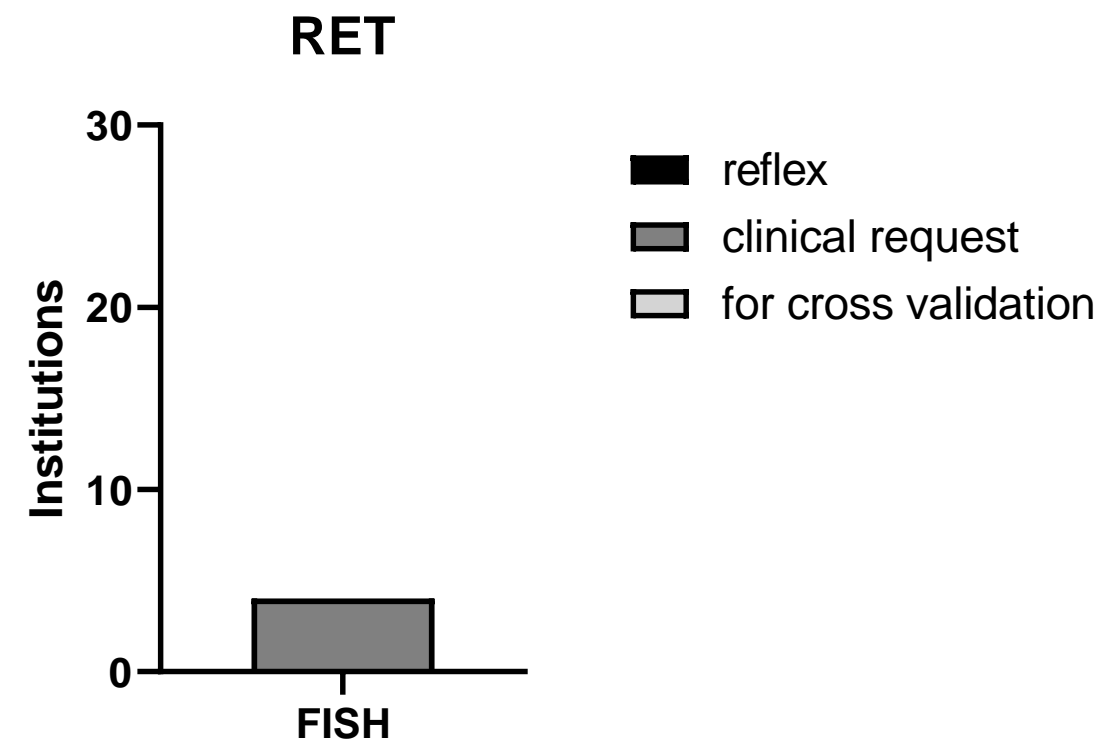 RET
30
20
10
0
Institutions
FISH
reflex
clinical request
for cross validation